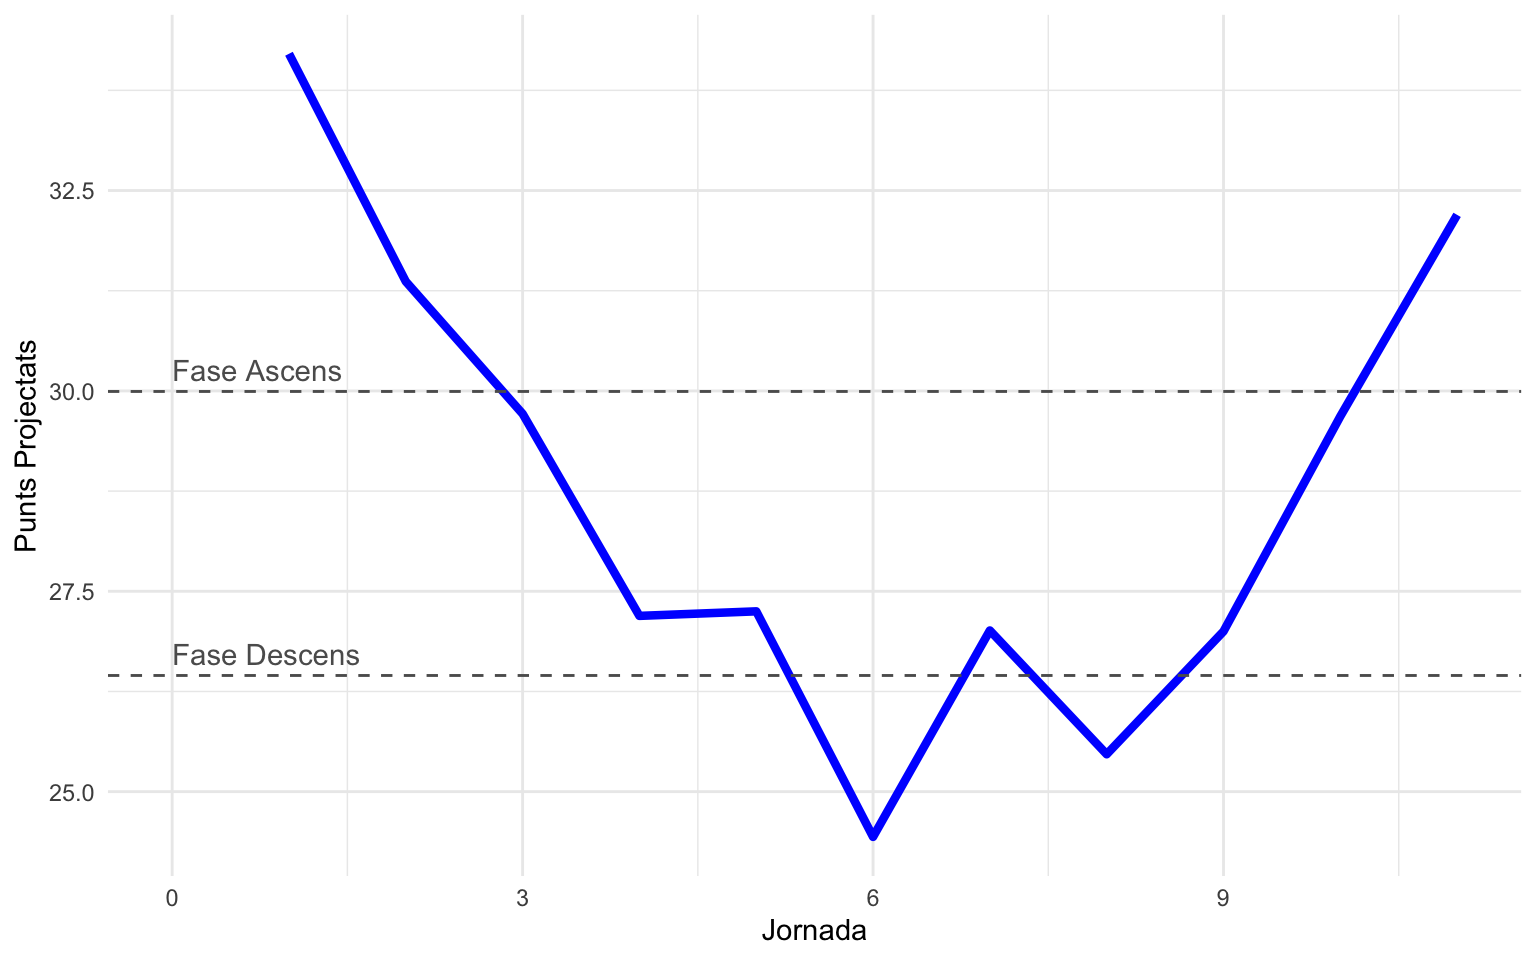 32.5
Fase Ascens
30.0
27.5
Fase Descens
25.0
0 3 6 9
Jornada
Punts Projectats